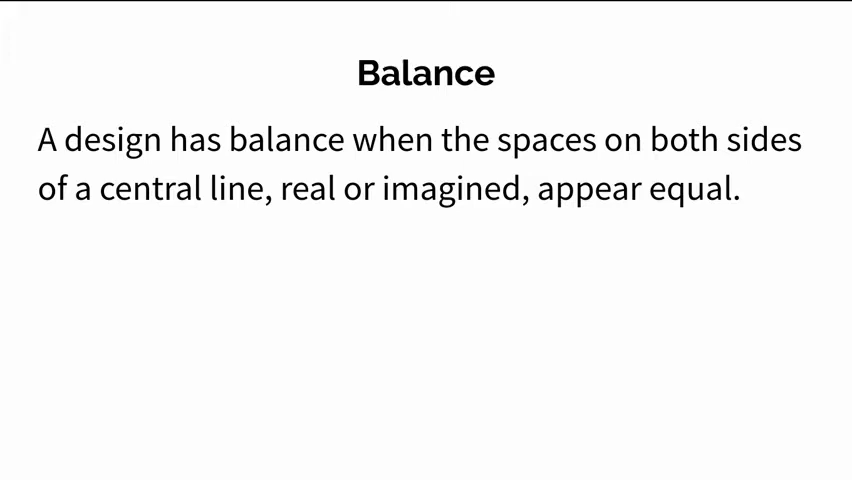 Balance
A design has balance when the spaces on both sides
of a central line, real or imagined, appear equal.